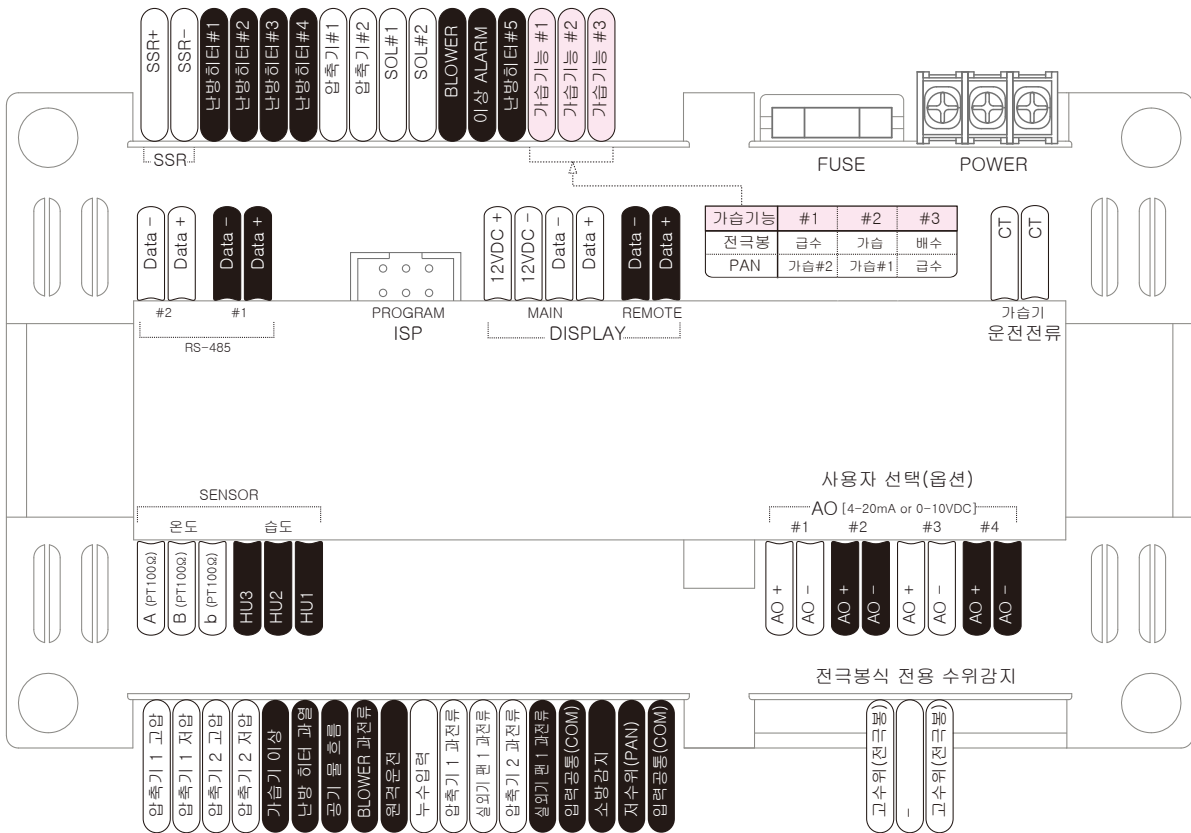 SSR+
SSR-
난방히터#1
난방히터#2
난방히터#3
난방히터#4
압축기#1
압축기#2
SOL#1
SOL#2
BLOWER
이상 ALARM
난방히터#5
가습기능 #1
가습기능 #2
가습기능 #3
SSR
FUSE
POWER
Data -
Data +
Data -
Data +
12VDC +
12VDC -
Data -
Data +
Data -
Data +
가습기능 #1 #2 #3
전극봉 급수 가습 배수
PAN 가습#2 가습#1 급수
CT
CT
#2 #1
RS-485
PROGRAM
ISP
MAIN REMOTE
DISPLAY
가습기
운전전류
SENSOR
온도 습도
사용자 선택(옵션)
AO [4-20mA or 0-10VDC]
#1 #2 #3 #4
A (PT100Ω)
B (PT100Ω)
b (PT100Ω)
HU3
HU2
HU1
AO +
AO -
AO +
AO -
AO +
AO -
AO +
AO -
전극봉식 전용 수위감지
압축기 1 고압
압축기 1 저압
압축기 2 고압
압축기 2 저압
가습기 이상
난방 히터 과열
공기 물 흐름
BLOWER 과전류
원격운전
누수입력
압축기 1 과전류
실외기 팬 1 과전류
압축기 2 과전류
실외기 팬 1 과전류
입력공통(COM)
소방감지
저수위(PAN)
입력공통(COM)
고수위(전극봉)
-
고수위(전극봉)